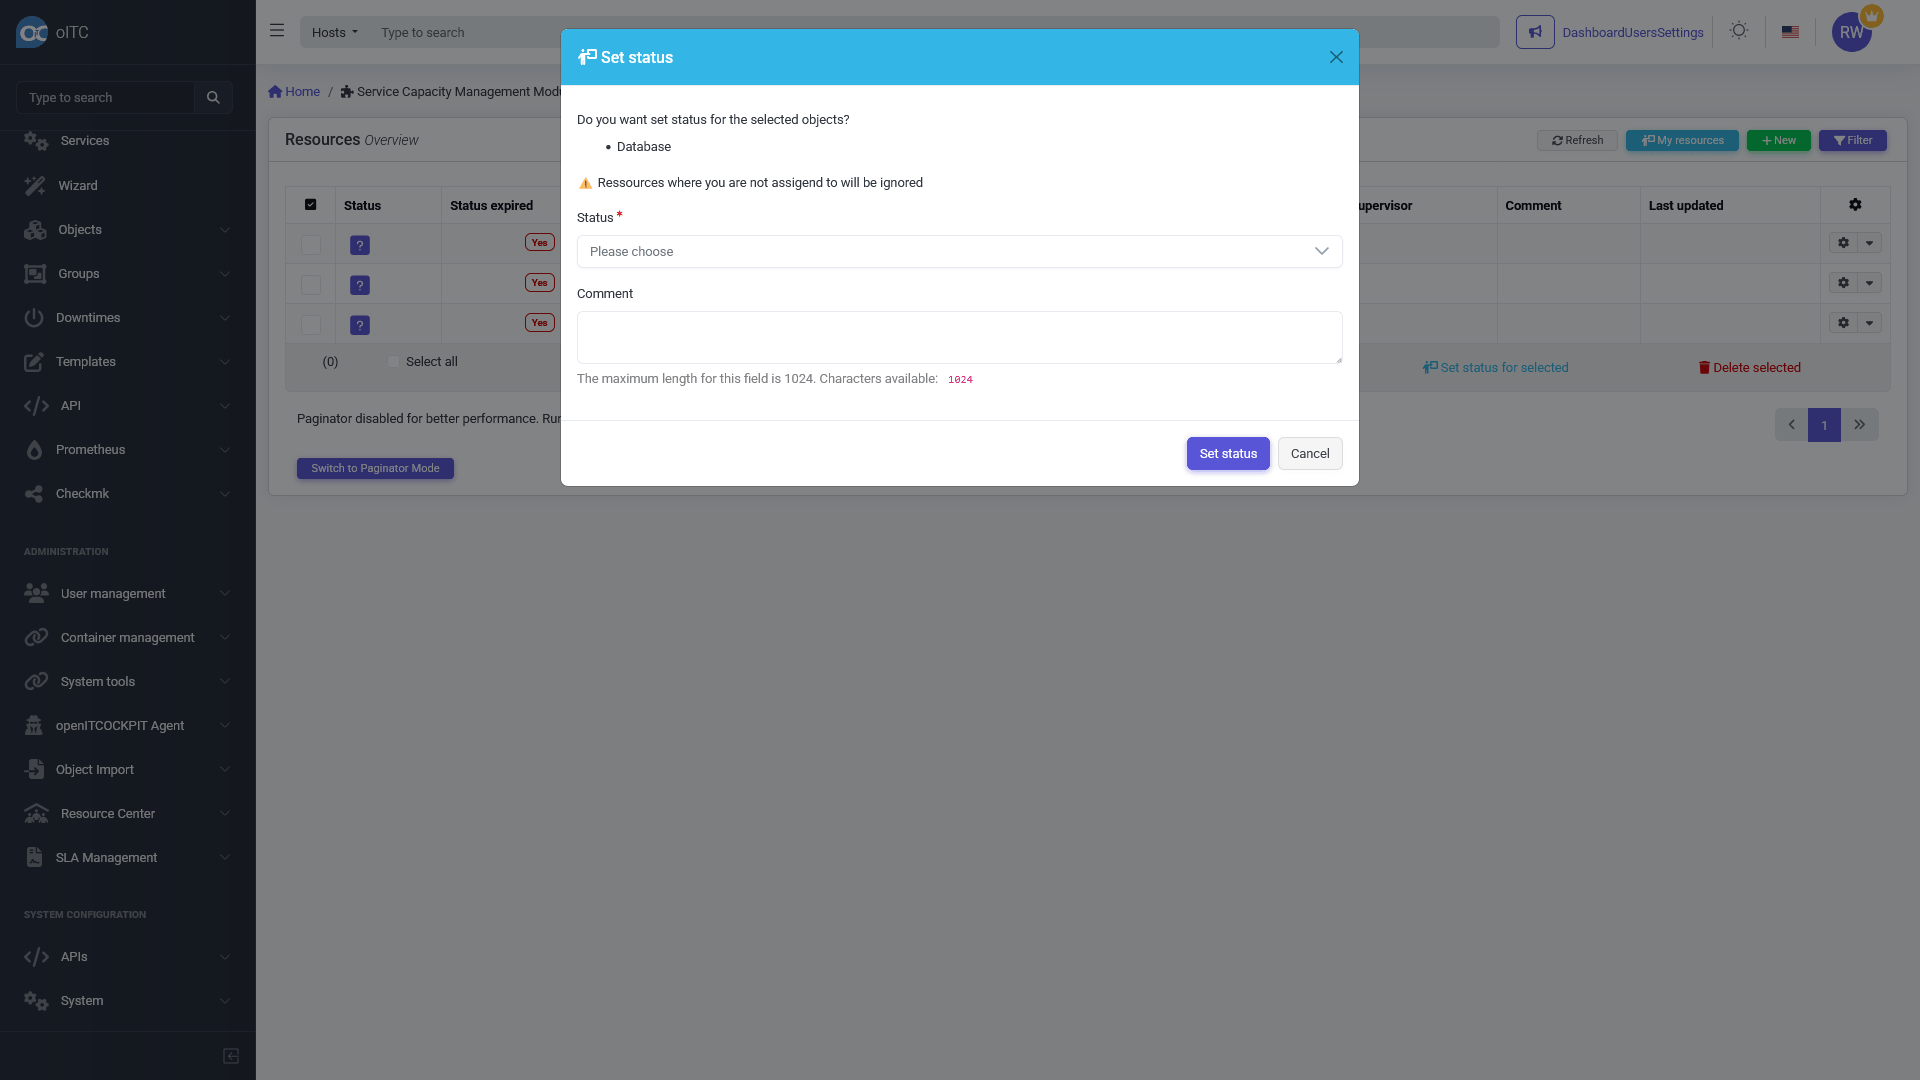 oITC
Type to search
Services
Wizard
Objects
Groups
Downtimes
Templates
API
Prometheus
Checkmk
ADMINISTRATION
User management
Container management
System tools
openITCOCKPIT Agent
Object Import
Resource Center
SLA Management
SYSTEM CONFIGURATION
APIs
System
Hosts Type to search
DashboardUsersSettings
RW
Home / Service Capacity Management
Resources Overview
Refresh My resources New Filter
Status Status expired upervisor Comment Last updated
? Yes
? Yes
? Yes
(0) Select all Set status for selected Delete selected
Paginator disabled for better performance.
1
Switch to Paginator Mode
Set status
Do you want set status for the selected objects?
Database
Ressources where you are not assigend to will be ignored
Status *
Please choose
Comment
The maximum length for this field is 1024. Characters available: 1024
Set status Cancel